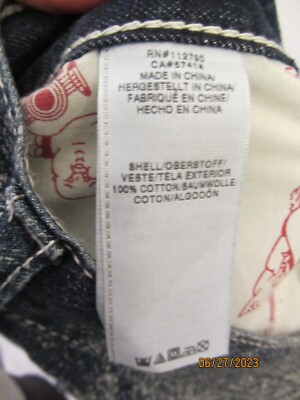 RN#112790
CA#57414
MADE IN CHINA/
HERGESTELLT IN CHINA/
FABRIQUÉ EN CHINE/
HECHO EN CHINA
SHELL/OBERSTOFF/
VESTE/TELA EXTERIOR
100% COTTON/BAUMWOLLE/
COTON/ALGODÓN
06/27/2023